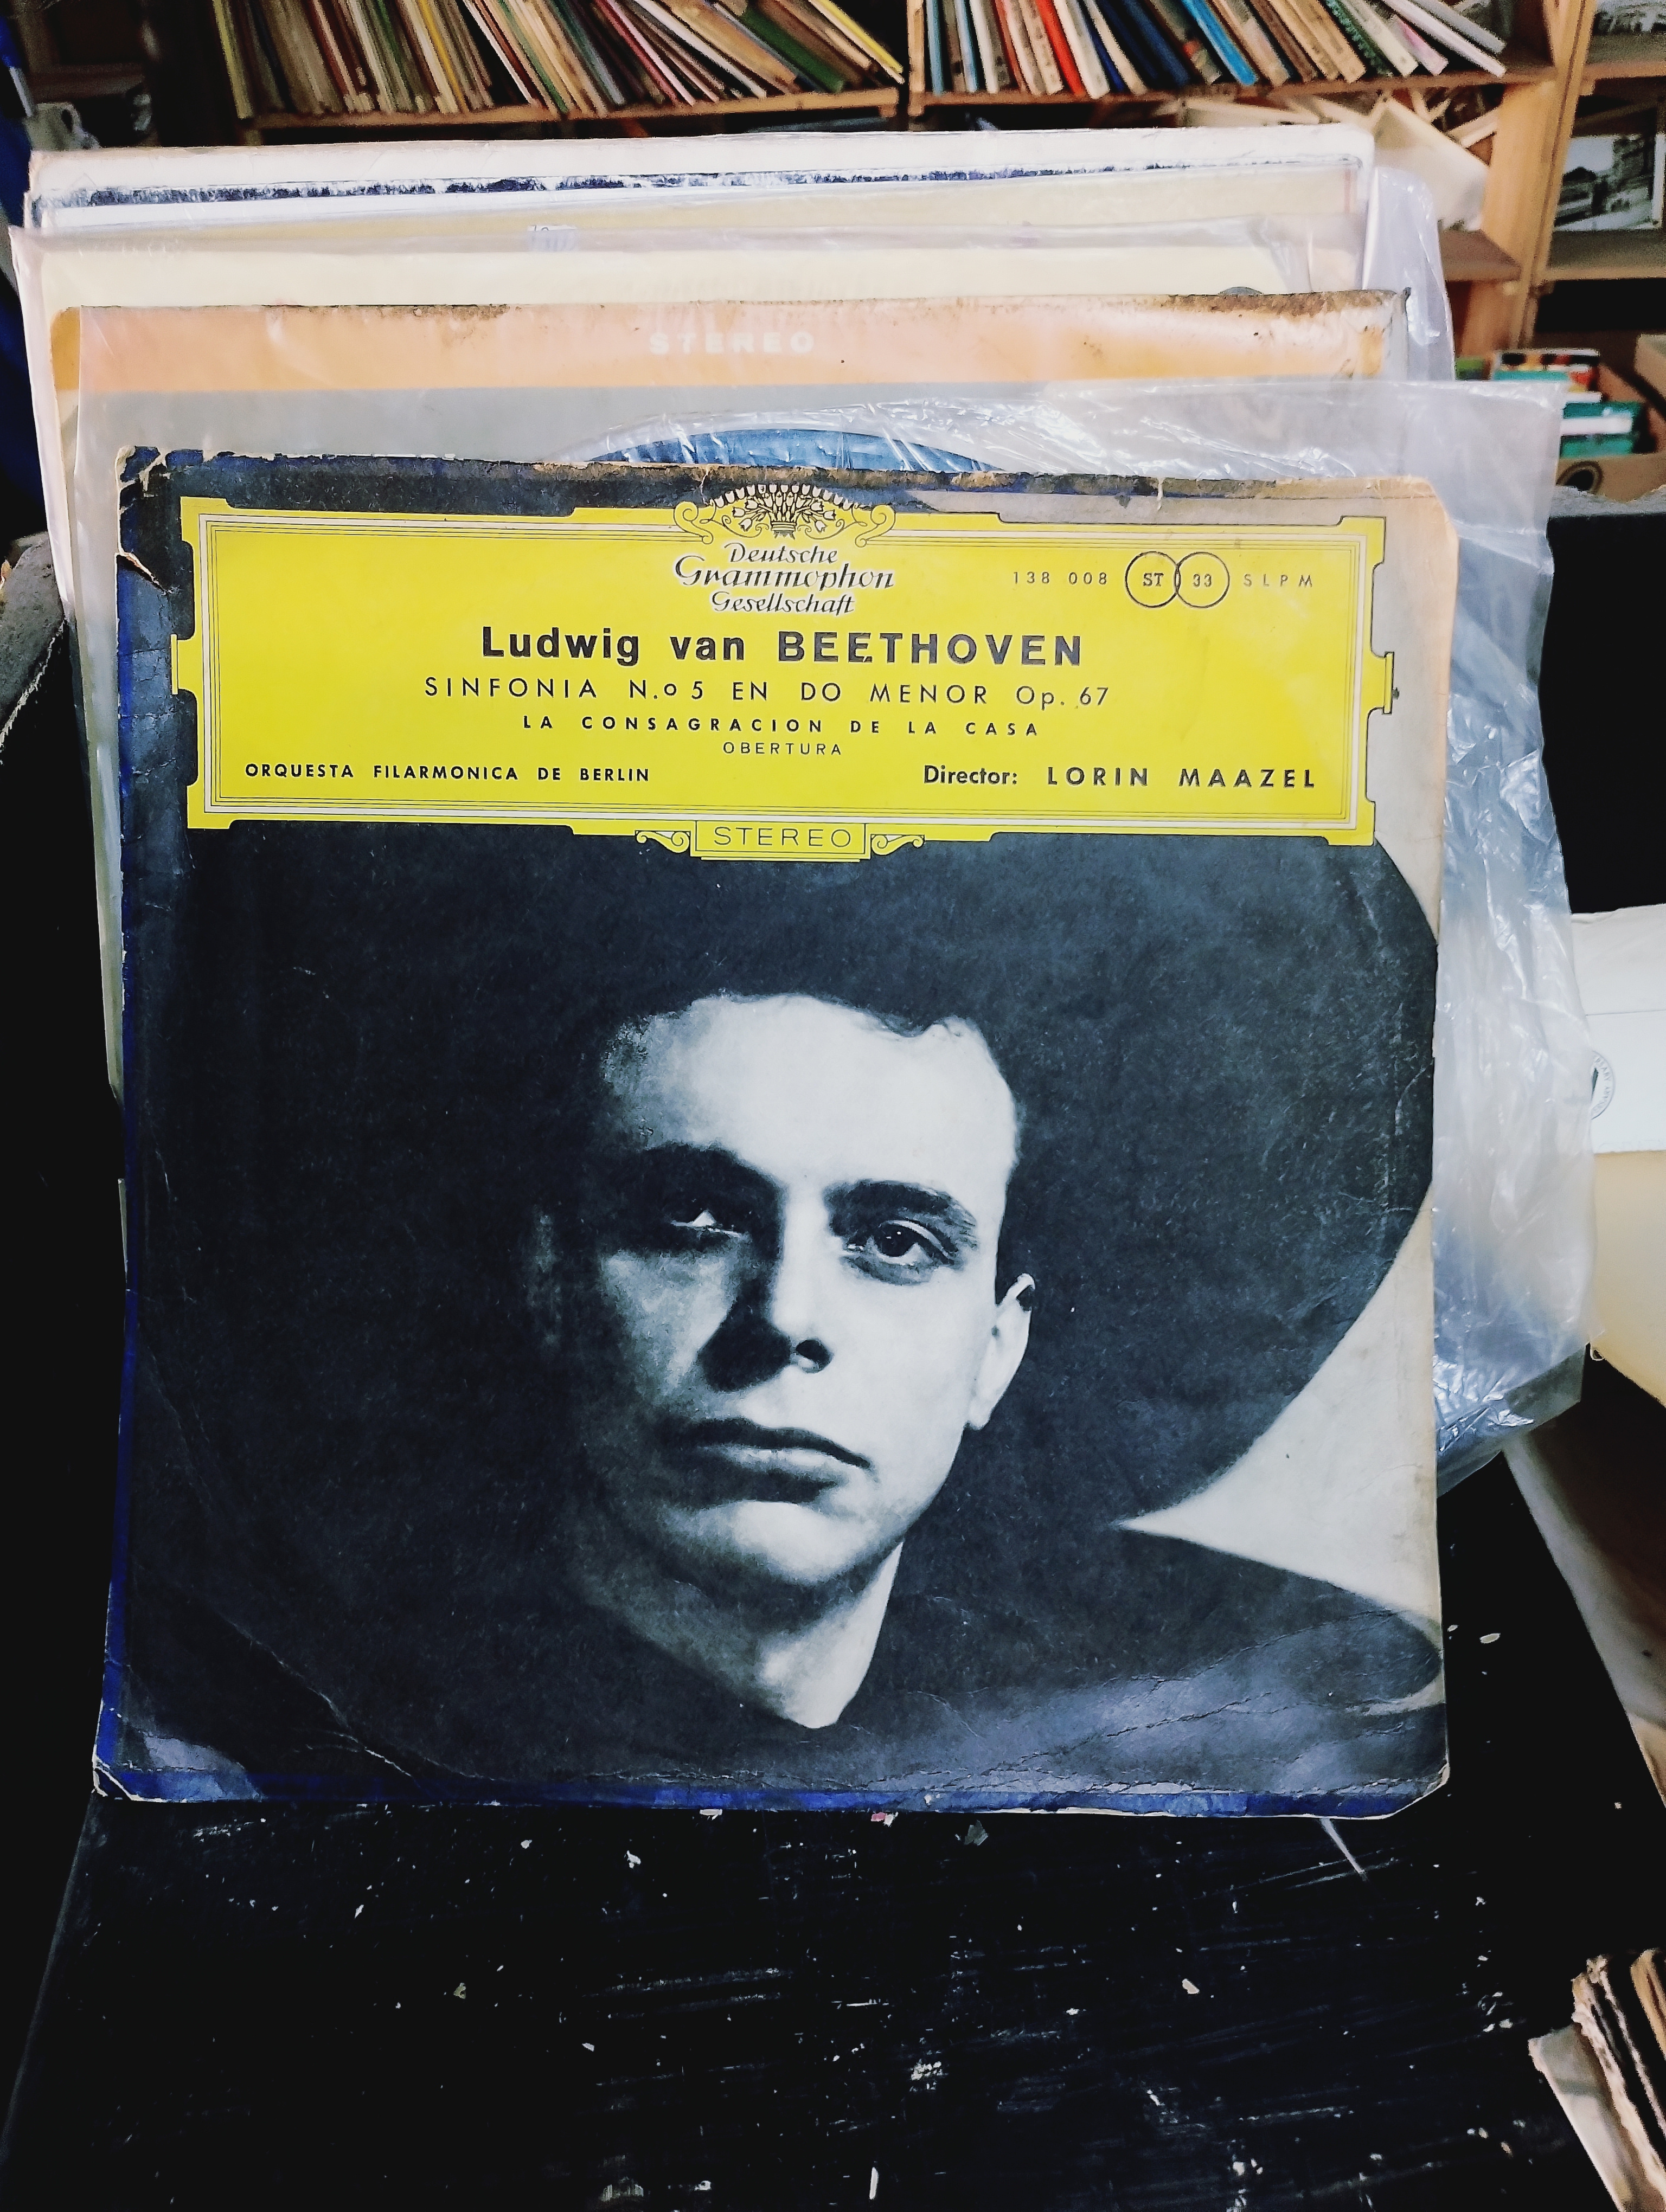 STEREO
Deutsche
Grammophon
Gesellschaft
138 008 ST 33 SLPM
Ludwig van BEETHOVEN
SINFONIA N.o 5 EN DO MENOR Op. 67
LA CONSAGRACION DE LA CASA
OBERTURA
ORQUESTA FILARMONICA DE BERLIN
Director: LORIN MAAZEL
STEREO